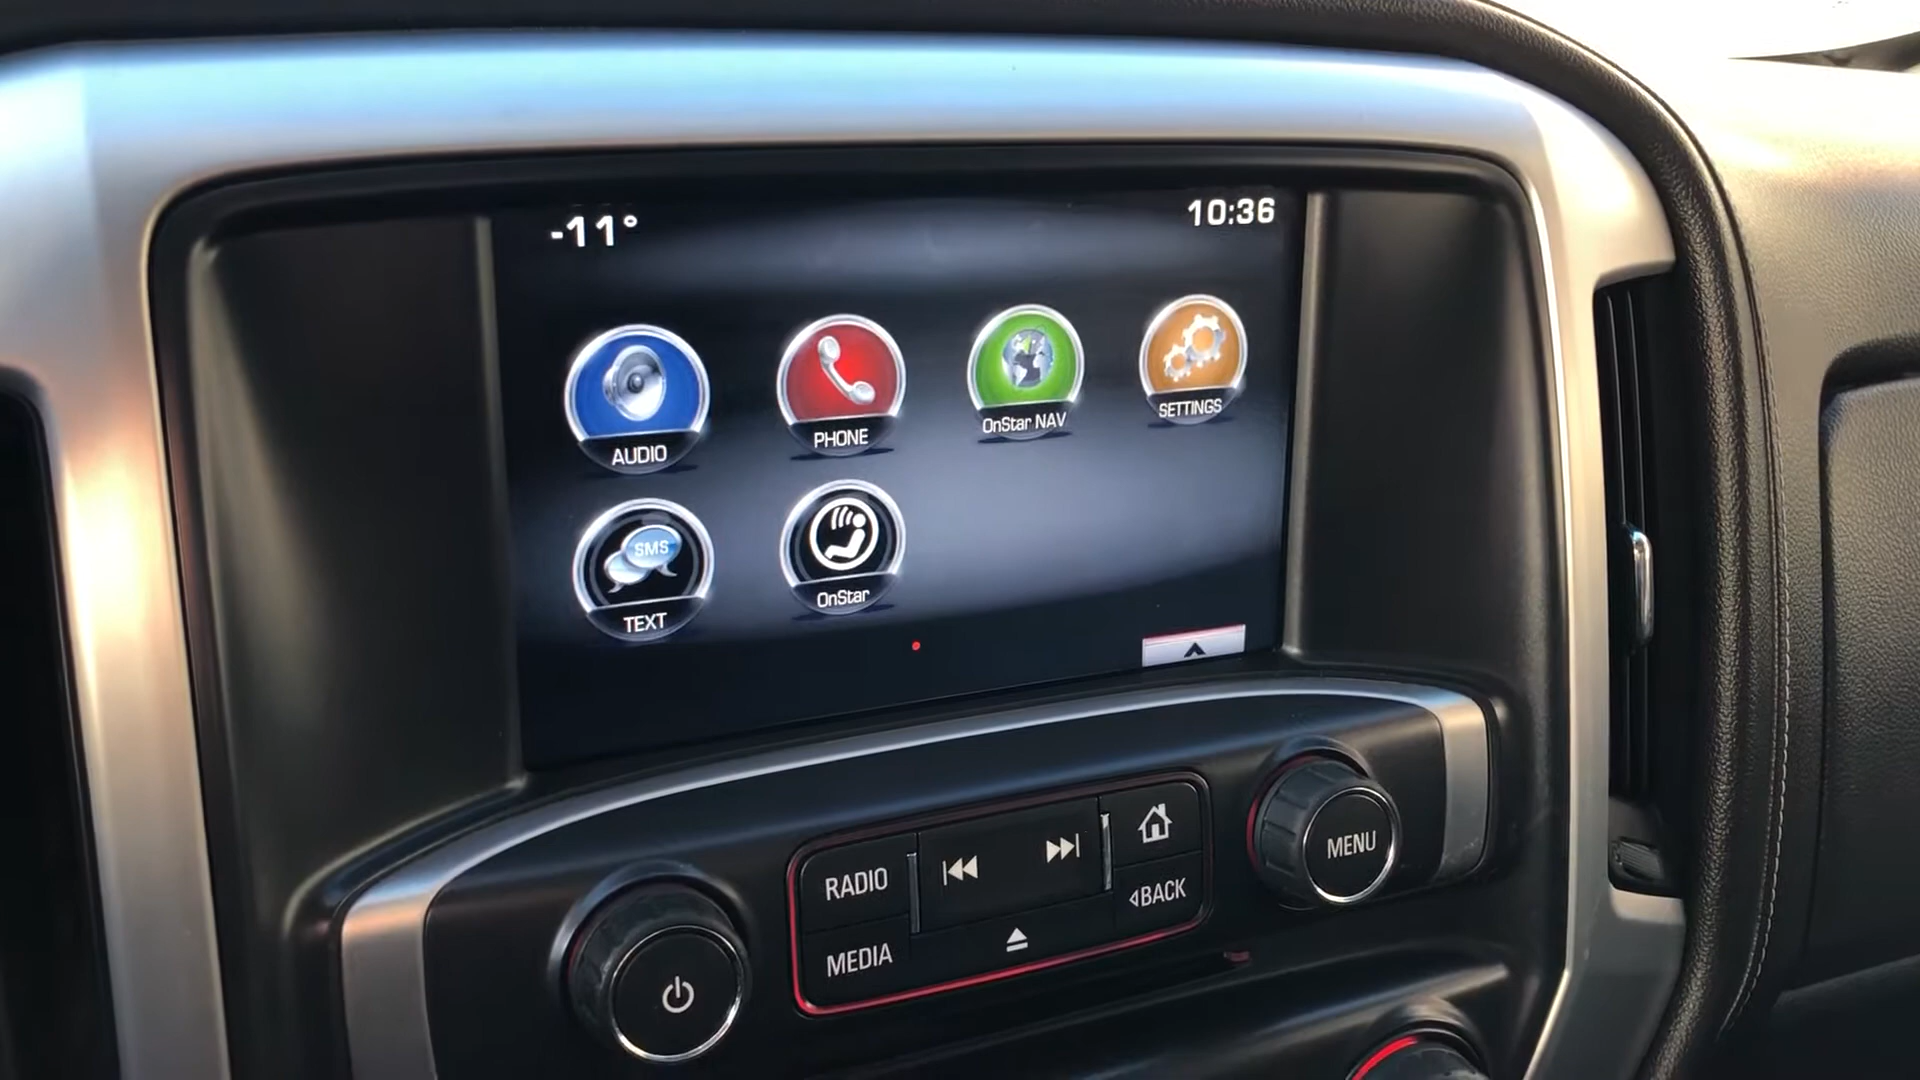 -11°
10:36
AUDIO
PHONE
OnStar NAV
SETTINGS
SMS
TEXT
OnStar
RADIO
MEDIA
BACK
MENU